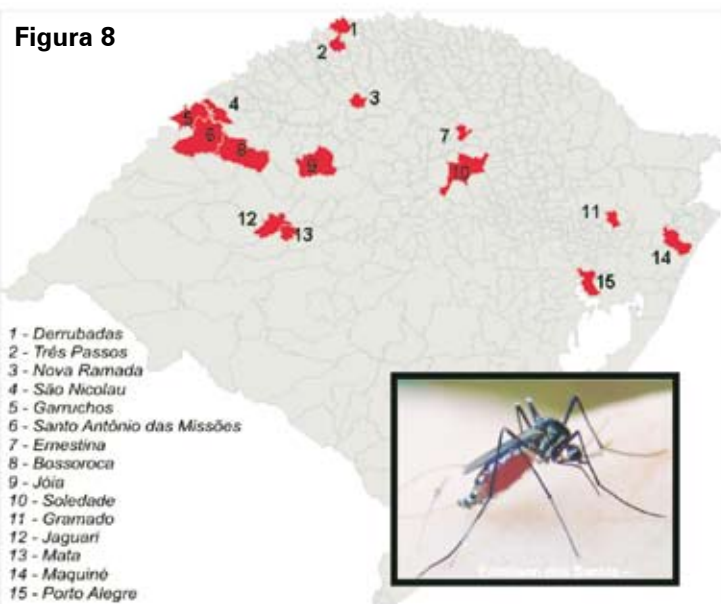 Figura 8
1
2
3
4
5
6
7
8
9
10
11
12
13
14
15
1 - Derrubadas
2 - Três Passos
3 - Nova Ramada
4 - São Nicolau
5 - Garruchos
6 - Santo Antônio das Missões
7 - Ernestina
8 - Bossoroca
9 - Jóia
10 - Soledade
11 - Gramado
12 - Jaguari
13 - Mata
14 - Maquiné
15 - Porto Alegre